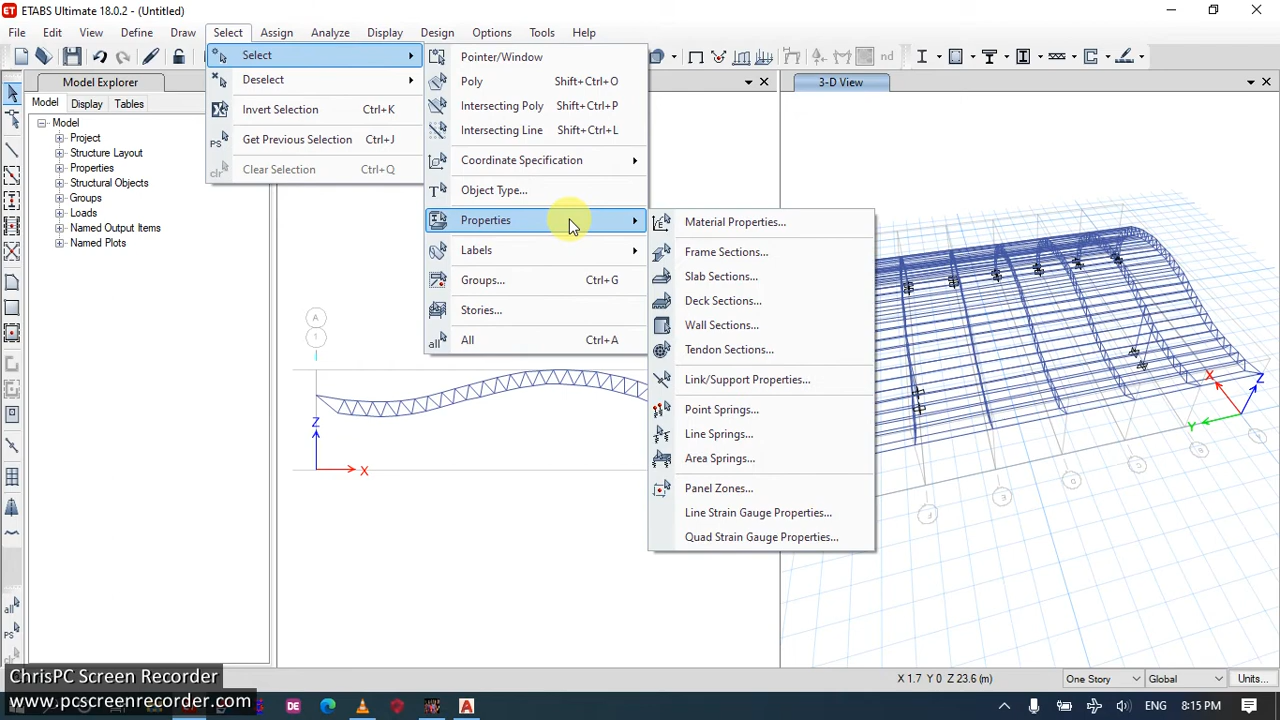 ETABS Ultimate 18.0.2 - (Untitled)
File Edit View Define Draw Select Assign Analyze Display Design Options Tools Help
nd
Model Explorer
Model Display Tables
Model
Project
Structure Layout
Properties
Structural Objects
Groups
Loads
Named Output Items
Named Plots
Select
Deselect
Invert Selection Ctrl+K
Get Previous Selection Ctrl+J
Clear Selection Ctrl+Q
Pointer/Window
Poly Shift+Ctrl+O
Intersecting Poly Shift+Ctrl+P
Intersecting Line Shift+Ctrl+L
Coordinate Specification
Object Type...
Properties
Labels
Groups... Ctrl+G
Stories...
All Ctrl+A
Material Properties...
Frame Sections...
Slab Sections...
Deck Sections...
Wall Sections...
Tendon Sections...
Link/Support Properties...
Point Springs...
Line Springs...
Area Springs...
Panel Zones...
Line Strain Gauge Properties...
Quad Strain Gauge Properties...
3-D View
A
1
Z
X
X
Z
Y
F
E
D
C
all
PS
clr
X 1.7 Y 0 Z 23.6 (m)
One Story
Global
Units...
ChrisPC Screen Recorder
www.pcscreenrecorder.com
DE
ENG
8:15 PM